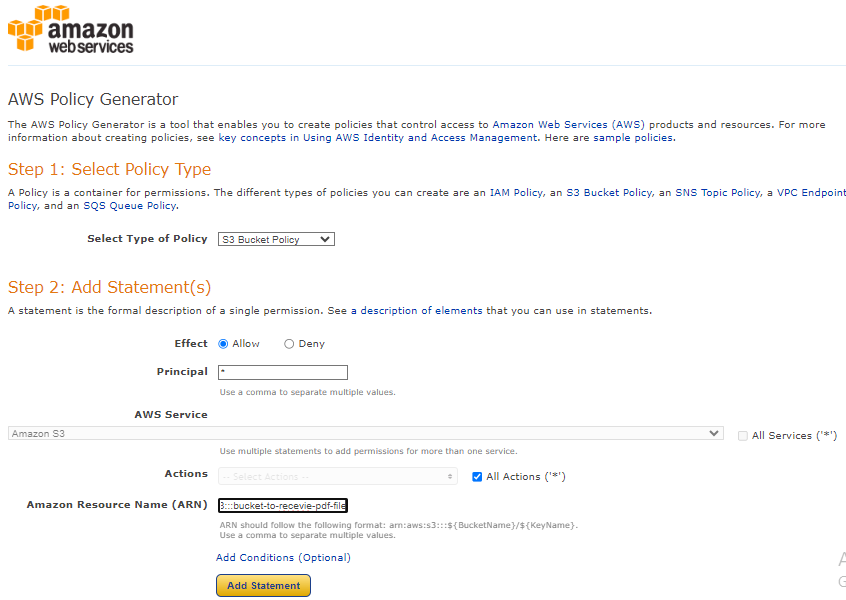 amazon
webservices
AWS Policy Generator
The AWS Policy Generator is a tool that enables you to create policies that control access to Amazon Web Services (AWS) products and resources. For more
information about creating policies, see key concepts in Using AWS Identity and Access Management. Here are sample policies.
Step 1: Select Policy Type
A Policy is a container for permissions. The different types of policies you can create are an IAM Policy, an S3 Bucket Policy, an SNS Topic Policy, a VPC Endpoint
Policy, and an SQS Queue Policy.
Select Type of Policy S3 Bucket Policy
Step 2: Add Statement(s)
A statement is the formal description of a single permission. See a description of elements that you can use in statements.
Effect Allow Deny
Principal *
Use a comma to separate multiple values.
AWS Service
Amazon S3 All Services ('*')
Use multiple statements to add permissions for more than one service.
Actions -- Select Actions -- All Actions ('*')
Amazon Resource Name (ARN) 3:::bucket-to-recevie-pdf-file
ARN should follow the following format: arn:aws:s3:::${BucketName}/${KeyName}.
Use a comma to separate multiple values.
Add Conditions (Optional)
Add Statement